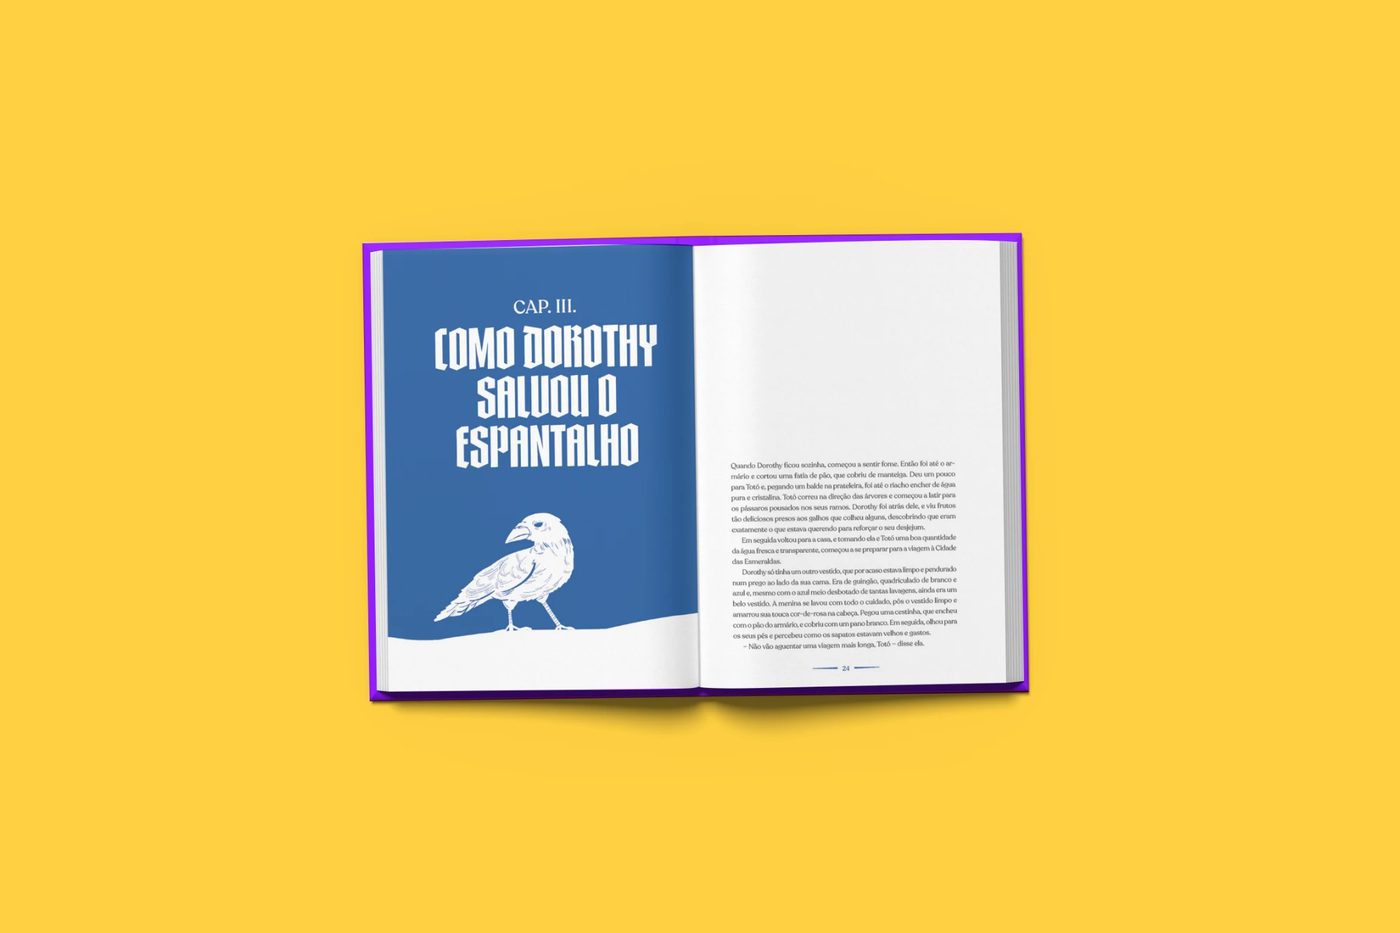 CAP. III.
COMO DOROTHY
SALVOU O
ESPANTALHO
Quando Dorothy ficou sozinha, começou a sentir fome. Então foi até o ar-
mário e cortou uma fatia de pão, que cobriu de manteiga. Deu um pouco
para Totó e, pegando um balde na prateleira, foi até o riacho encher de água
pura e cristalina. Totó correu na direção das árvores e começou a latir para
os pássaros pousados nos seus ramos. Dorothy foi atrás dele, e viu frutos
tão deliciosos presos aos galhos que colheu alguns, descobrindo que eram
exatamente o que estava querendo para reforçar o seu desjejum.
Em seguida voltou para a casa, e tomando ela e Totó uma boa quantidade
da água fresca e transparente, começou a se preparar para a viagem à Cidade
das Esmeraldas.
Dorothy só tinha um outro vestido, que por acaso estava limpo e pendurado
num prego ao lado da sua cama. Era de guingão, quadriculado de branco e
azul e, mesmo com o azul meio desbotado de tantas lavagens, ainda era um
belo vestido. A menina se lavou com todo o cuidado, pôs o vestido limpo e
amarrou sua touca cor-de-rosa na cabeça. Pegou uma cestinha, que encheu
com o pão do armário, e cobriu com um pano branco. Em seguida, olhou para
os seus pés e percebeu como os sapatos estavam velhos e gastos.
– Não vão aguentar uma viagem mais longa, Totó – disse ela.
24